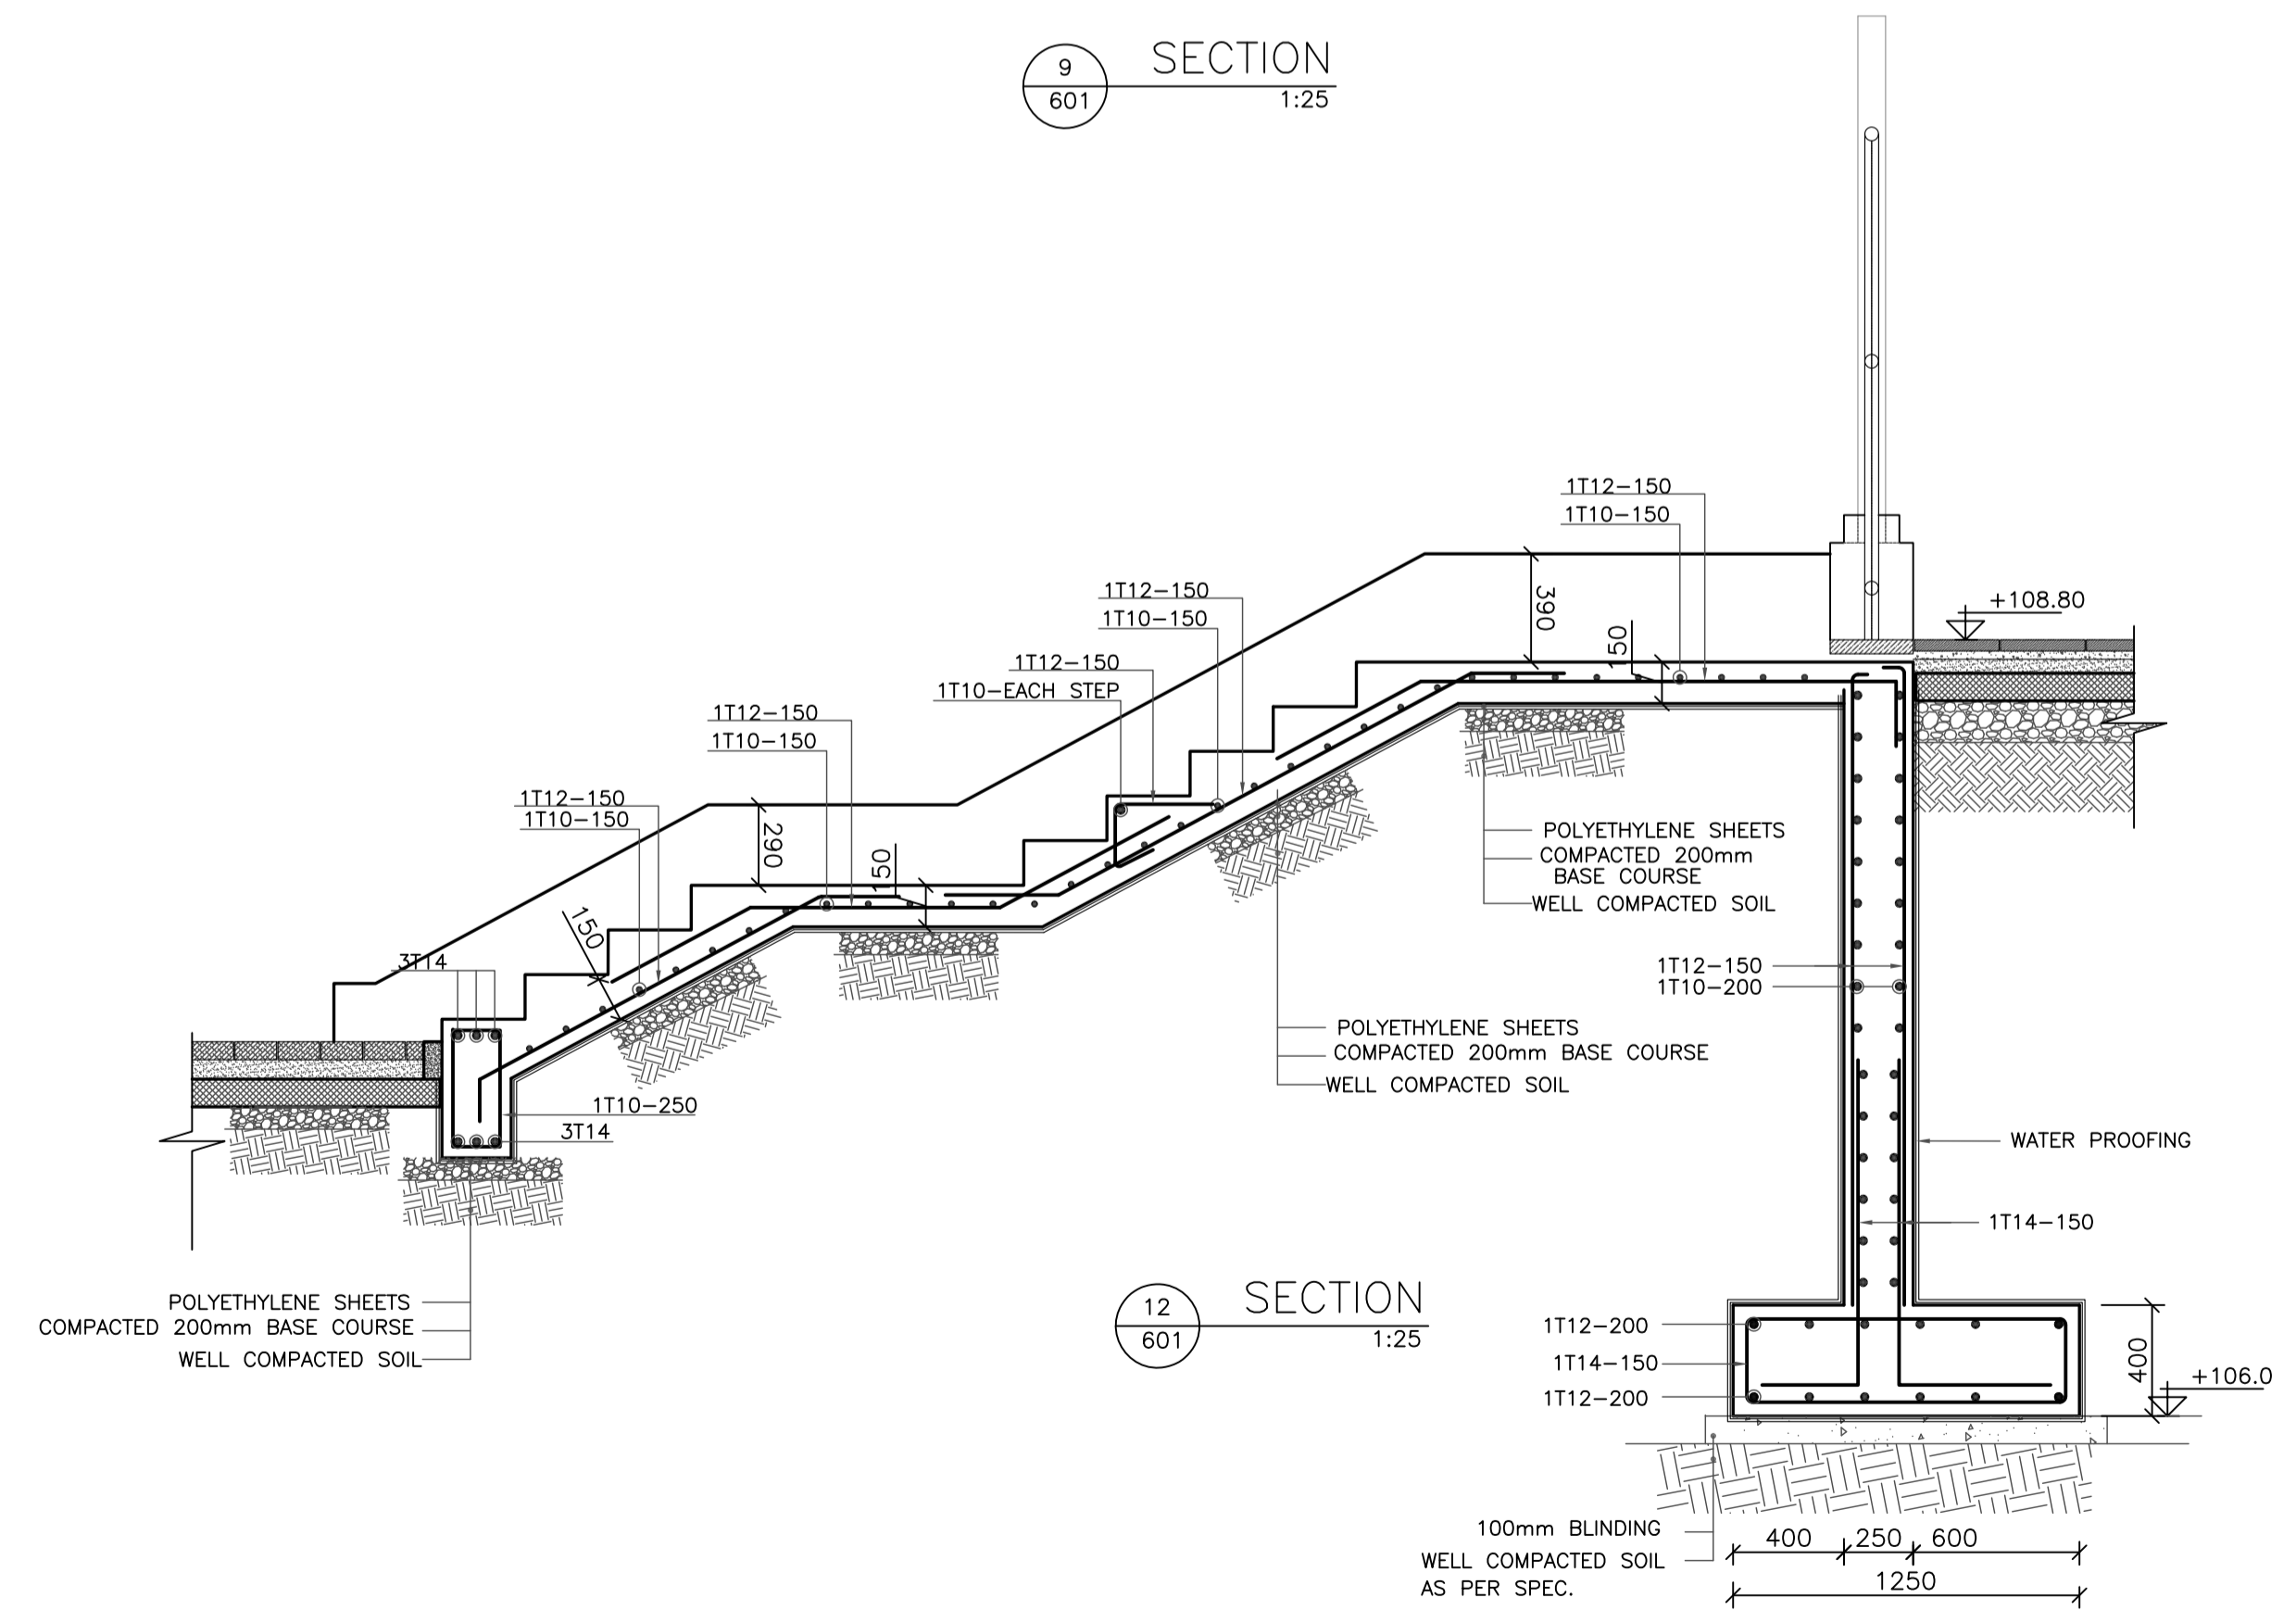 9
601
SECTION
1:25
1T12-150
1T10-150
390
150
+108.80
1T12-150
1T10-150
1T12-150
1T10-EACH STEP
1T12-150
1T10-150
290
150
1T12-150
1T10-150
150
3T14
POLYETHYLENE SHEETS
COMPACTED 200mm
BASE COURSE
WELL COMPACTED SOIL
1T12-150
1T10-200
POLYETHYLENE SHEETS
COMPACTED 200mm BASE COURSE
WELL COMPACTED SOIL
1T10-250
3T14
WATER PROOFING
1T14-150
POLYETHYLENE SHEETS
COMPACTED 200mm BASE COURSE
WELL COMPACTED SOIL
12
601
SECTION
1:25
1T12-200
1T14-150
1T12-200
400
+106.0
100mm BLINDING
WELL COMPACTED SOIL
AS PER SPEC.
400 250 600
1250